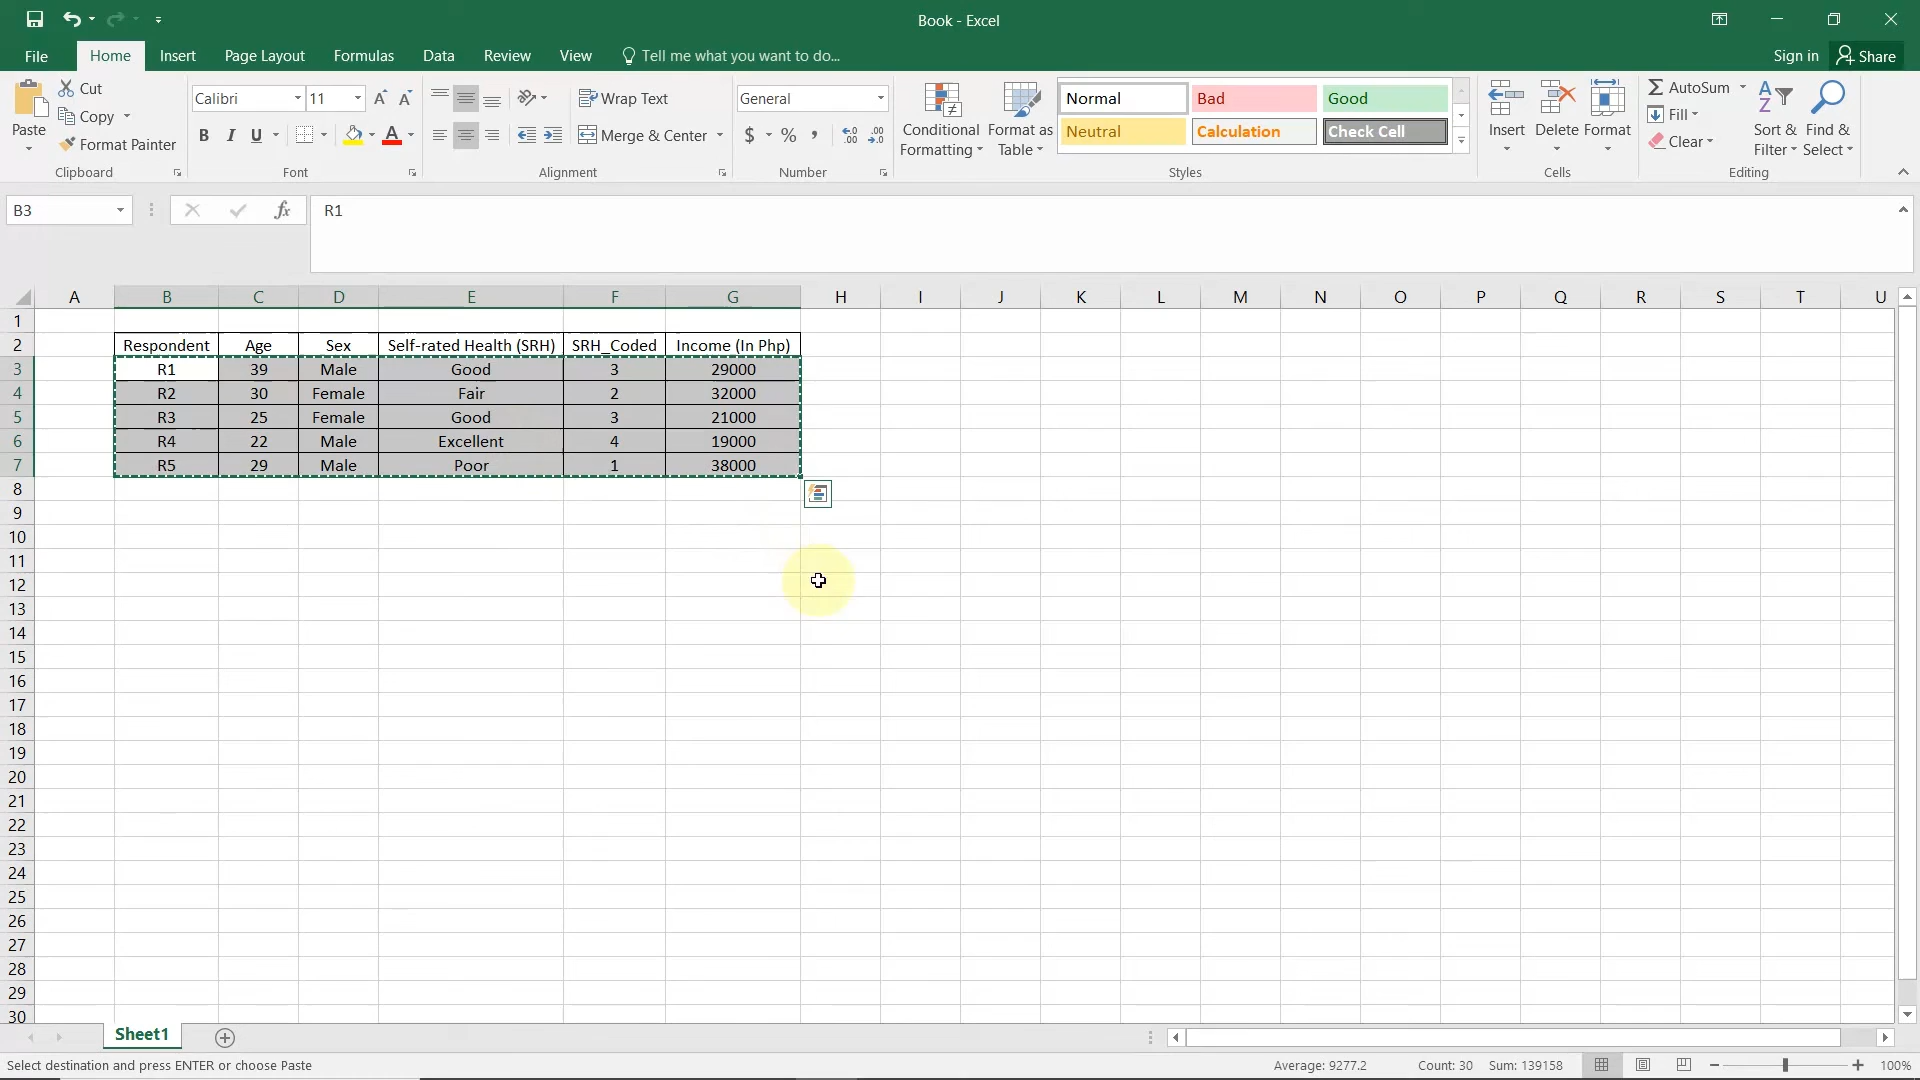 Book - Excel
File Home Insert Page Layout Formulas Data Review View Tell me what you want to do... Sign in Share
Paste
Cut
Copy
Format Painter
Clipboard
Calibri 11
B I U
Font
Wrap Text
Merge & Center
Alignment
General
$ % ,
Number
Conditional Formatting
Format as Table
Normal Bad Good
Neutral Calculation Check Cell
Styles
Insert Delete Format
Cells
AutoSum
Fill
Clear
Sort & Filter
Find & Select
Editing
B3 fx R1
A B C D E F G H I J K L M N O P Q R S T U
1
2 Respondent Age Sex Self-rated Health (SRH) SRH_Coded Income (In Php)
3 R1 39 Male Good 3 29000
4 R2 30 Female Fair 2 32000
5 R3 25 Female Good 3 21000
6 R4 22 Male Excellent 4 19000
7 R5 29 Male Poor 1 38000
8
9
10
11
12
13
14
15
16
17
18
19
20
21
22
23
24
25
26
27
28
29
30
Sheet1
Select destination and press ENTER or choose Paste Average: 9277.2 Count: 30 Sum: 139158 100%